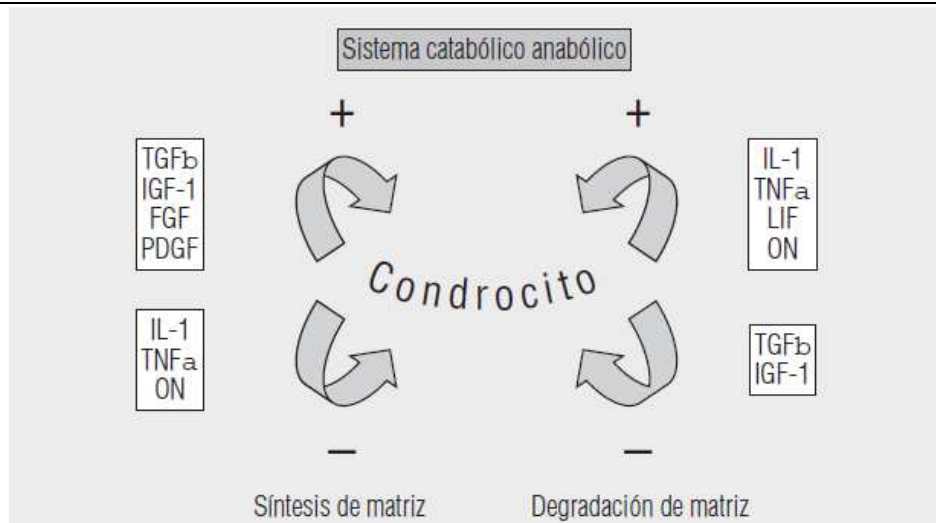 Sistema catabólico anabólico
+
+
TGFb
IGF-1
FGF
PDGF
IL-1
TNFa
LIF
ON
Condrocito
IL-1
TNFa
ON
TGFb
IGF-1
–
–
Síntesis de matriz
Degradación de matriz